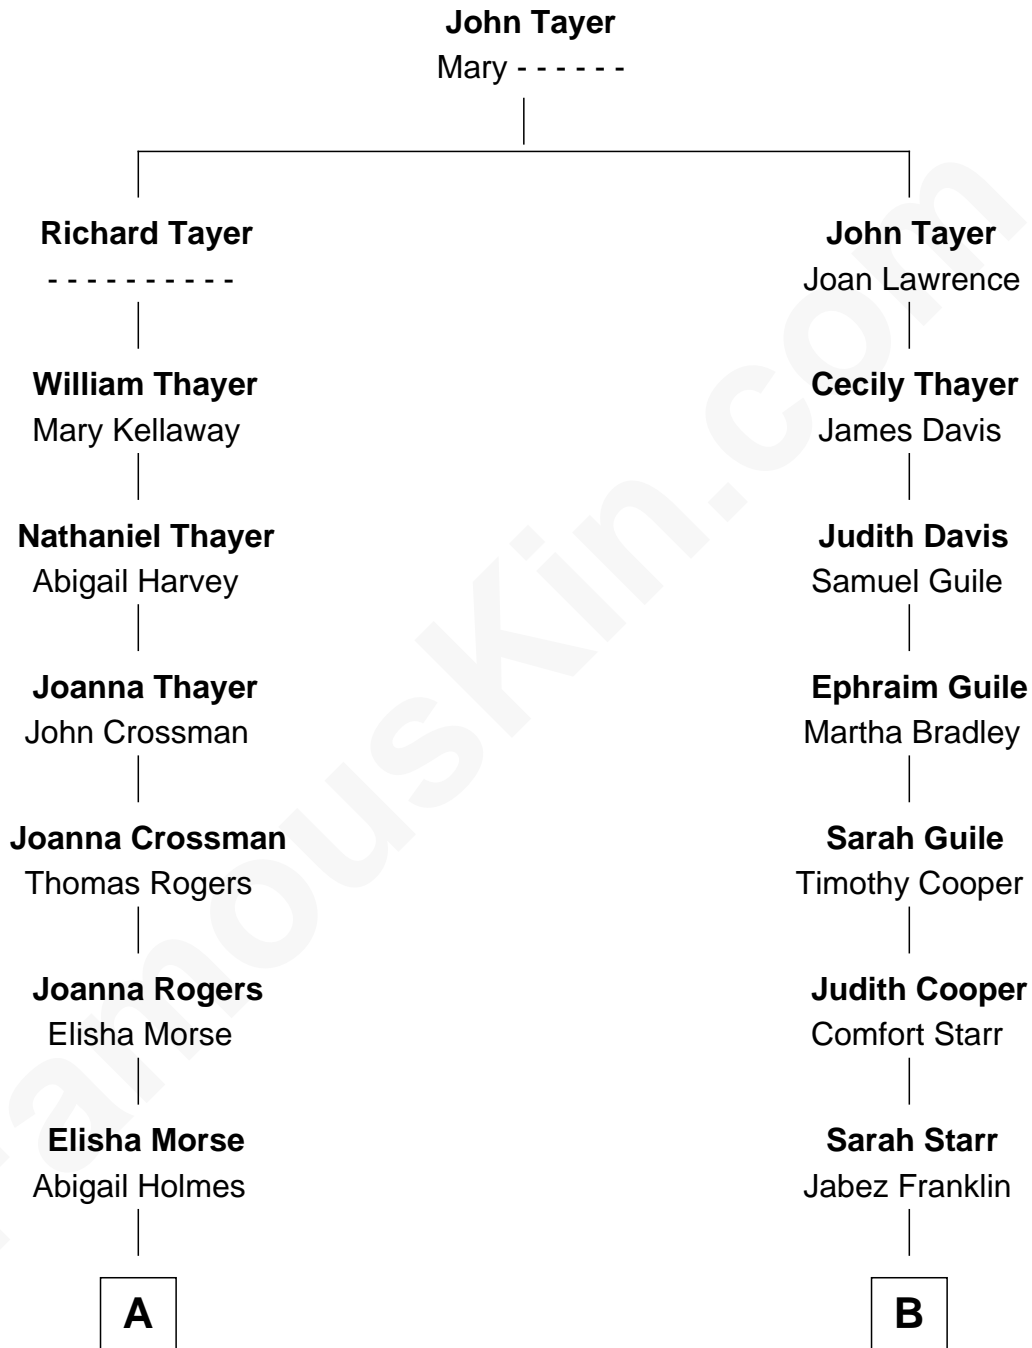 John Tayer
Mary - - - - - -
Richard Tayer
- - - - - - - - - -
William Thayer
Mary Kellaway
Nathaniel Thayer
Abigail Harvey
Joanna Thayer
John Crossman
Joanna Crossman
Thomas Rogers
Joanna Rogers
Elisha Morse
Elisha Morse
Abigail Holmes
A
John Tayer
Joan Lawrence
Cecily Thayer
James Davis
Judith Davis
Samuel Guile
Ephraim Guile
Martha Bradley
Sarah Guile
Timothy Cooper
Judith Cooper
Comfort Starr
Sarah Starr
Jabez Franklin
B
FamousKin.com